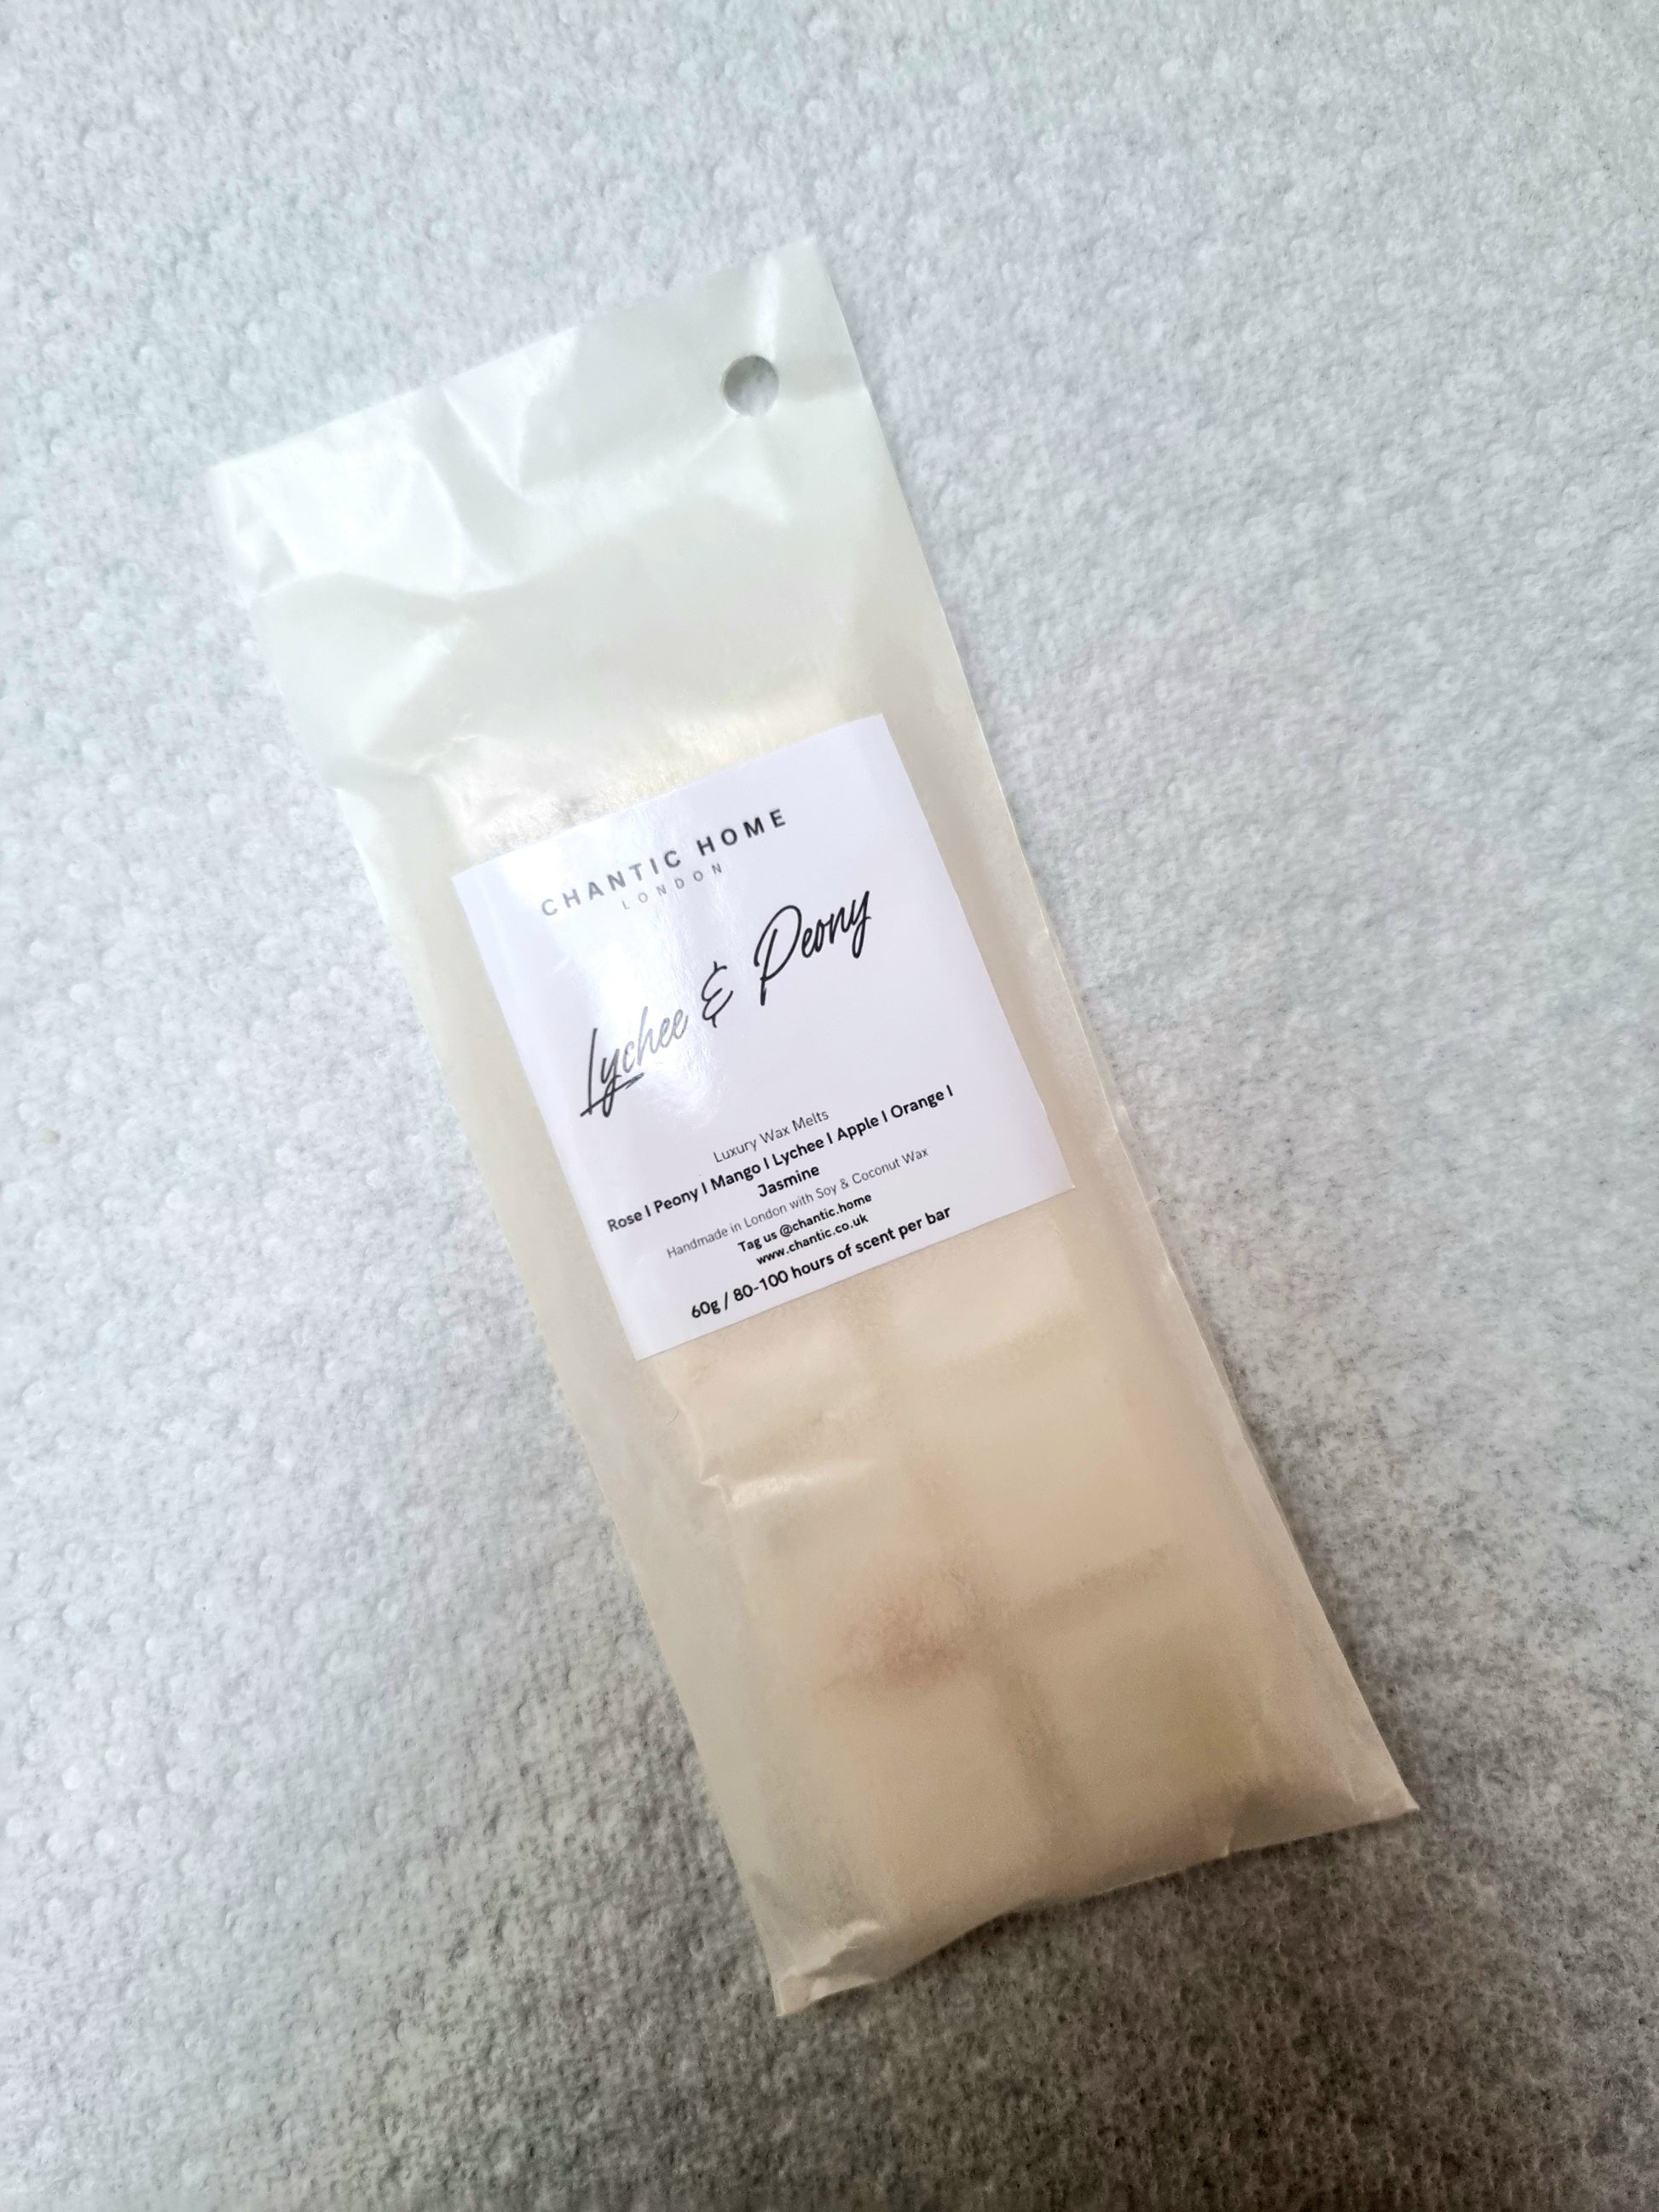 CHANTIC HOME
LONDON
Lychee & Peony
Luxury Wax Melts
Rose I Peony I Mango I Lychee I Apple I Orange I
Jasmine
Handmade in London with Soy & Coconut Wax
Tag us @chantic.home
www.chantic.co.uk
60g / 80-100 hours of scent per bar